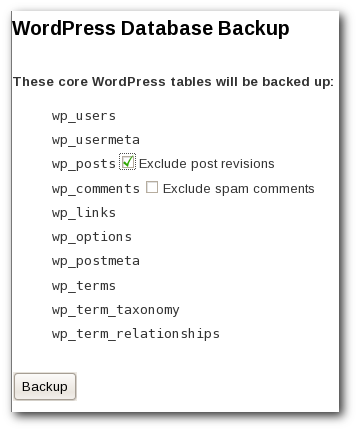 WordPress Database Backup
These core WordPress tables will be backed up:
wp_users
wp_usermeta
wp_posts Exclude post revisions
wp_comments Exclude spam comments
wp_links
wp_options
wp_postmeta
wp_terms
wp_term_taxonomy
wp_term_relationships
Backup